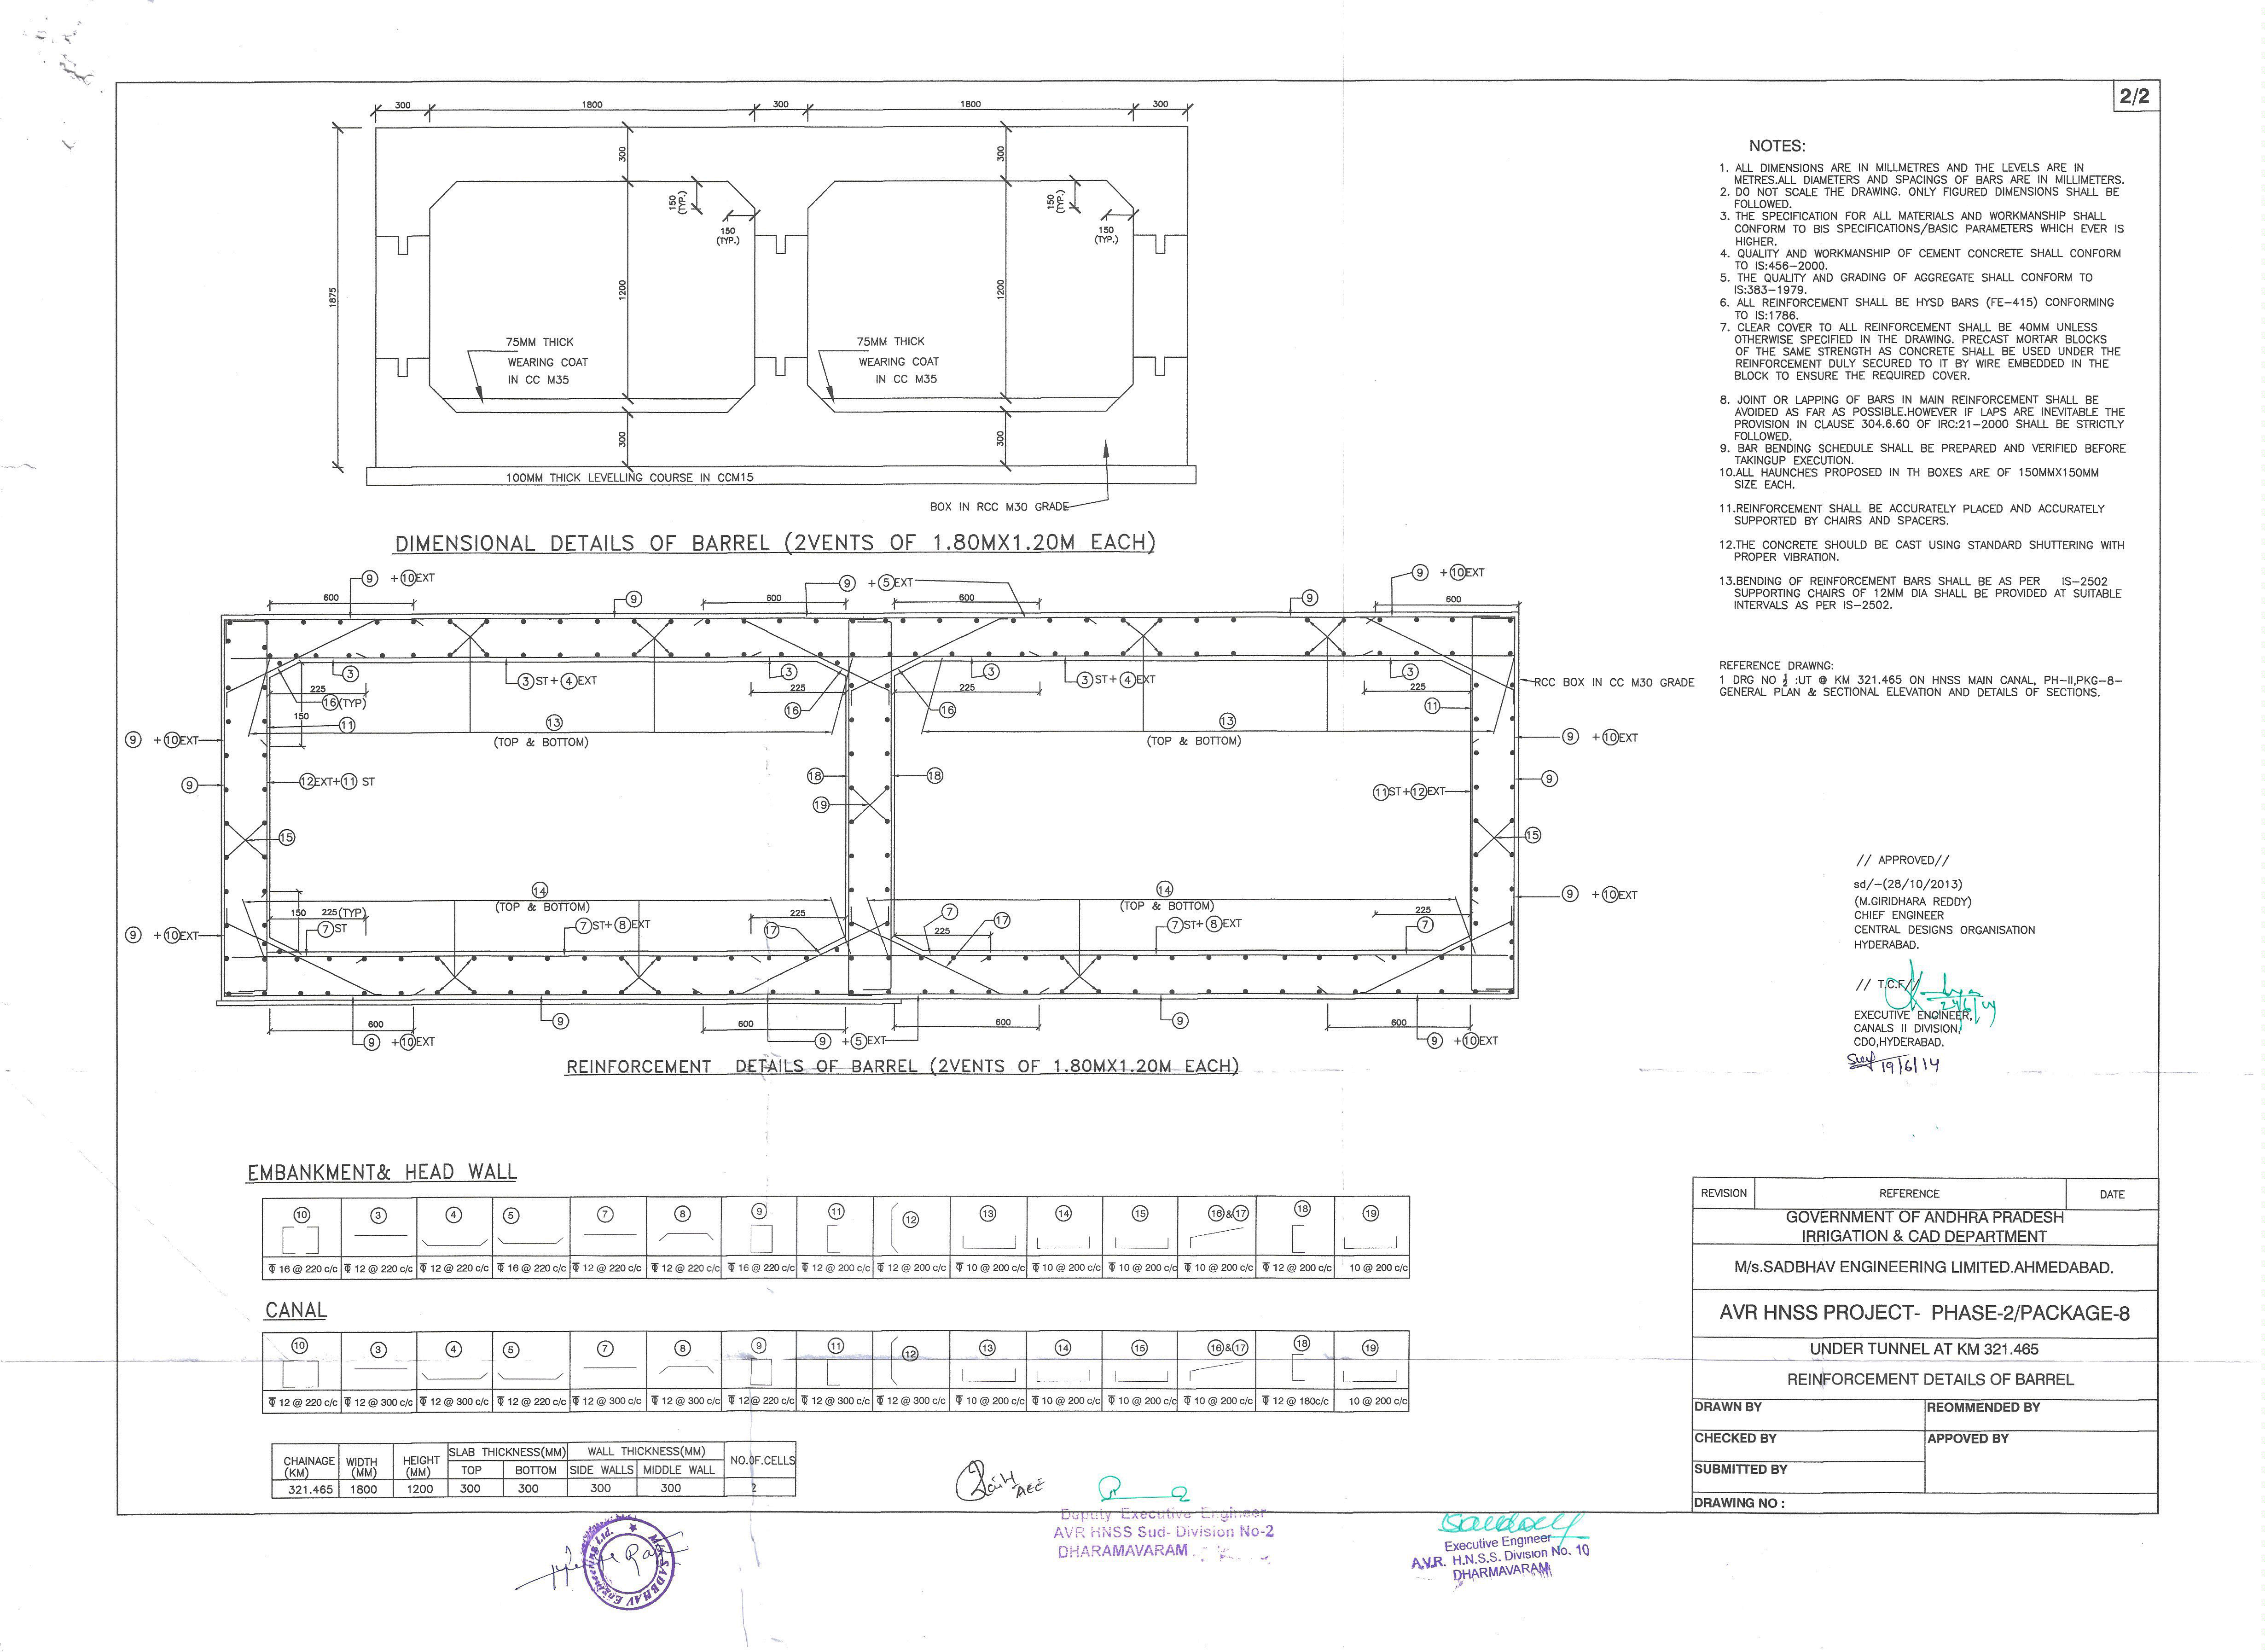 2/2
300 1800 300 1800 300
1875
300
300
150
(TYP.)
150
(TYP.)
150
(TYP.)
150
(TYP.)
1200
1200
75MM THICK
WEARING COAT
IN CC M35
75MM THICK
WEARING COAT
IN CC M35
300
300
100MM THICK LEVELLING COURSE IN CCM15
BOX IN RCC M30 GRADE
DIMENSIONAL DETAILS OF BARREL (2VENTS OF 1.80MX1.20M EACH)
NOTES:
1. ALL DIMENSIONS ARE IN MILLMETRES AND THE LEVELS ARE IN
METRES.ALL DIAMETERS AND SPACINGS OF BARS ARE IN MILLIMETERS.
2. DO NOT SCALE THE DRAWING. ONLY FIGURED DIMENSIONS SHALL BE
FOLLOWED.
3. THE SPECIFICATION FOR ALL MATERIALS AND WORKMANSHIP SHALL
CONFORM TO BIS SPECIFICATIONS/BASIC PARAMETERS WHICH EVER IS
HIGHER.
4. QUALITY AND WORKMANSHIP OF CEMENT CONCRETE SHALL CONFORM
TO IS:456-2000.
5. THE QUALITY AND GRADING OF AGGREGATE SHALL CONFORM TO
IS:383-1979.
6. ALL REINFORCEMENT SHALL BE HYSD BARS (FE-415) CONFORMING
TO IS:1786.
7. CLEAR COVER TO ALL REINFORCEMENT SHALL BE 40MM UNLESS
OTHERWISE SPECIFIED IN THE DRAWING. PRECAST MORTAR BLOCKS
OF THE SAME STRENGTH AS CONCRETE SHALL BE USED UNDER THE
REINFORCEMENT DULY SECURED TO IT BY WIRE EMBEDDED IN THE
BLOCK TO ENSURE THE REQUIRED COVER.
8. JOINT OR LAPPING OF BARS IN MAIN REINFORCEMENT SHALL BE
AVOIDED AS FAR AS POSSIBLE.HOWEVER IF LAPS ARE INEVITABLE THE
PROVISION IN CLAUSE 304.6.60 OF IRC:21-2000 SHALL BE STRICTLY
FOLLOWED.
9. BAR BENDING SCHEDULE SHALL BE PREPARED AND VERIFIED BEFORE
TAKINGUP EXECUTION.
10.ALL HAUNCHES PROPOSED IN TH BOXES ARE OF 150MMX150MM
SIZE EACH.
11.REINFORCEMENT SHALL BE ACCURATELY PLACED AND ACCURATELY
SUPPORTED BY CHAIRS AND SPACERS.
12.THE CONCRETE SHOULD BE CAST USING STANDARD SHUTTERING WITH
PROPER VIBRATION.
13.BENDING OF REINFORCEMENT BARS SHALL BE AS PER IS-2502
SUPPORTING CHAIRS OF 12MM DIA SHALL BE PROVIDED AT SUITABLE
INTERVALS AS PER IS-2502.
REFERENCE DRAWNG:
1 DRG NO ½ :UT @ KM 321.465 ON HNSS MAIN CANAL, PH-II,PKG-8-
GENERAL PLAN & SECTIONAL ELEVATION AND DETAILS OF SECTIONS.
9 +10EXT 9 +5EXT 9 +10EXT
600 9 600 600 9 600
3 3ST+4EXT 3 3 3ST+4EXT 3
RCC BOX IN CC M30 GRADE
225 225 225 225
16(TYP) 16 16
150 11 11
13 13
(TOP & BOTTOM) (TOP & BOTTOM)
9 +10EXT 9 +10EXT
9 12EXT+11 ST 18 18 9
19 11ST+12EXT
15 15
14 14
(TOP & BOTTOM) (TOP & BOTTOM)
9 +10EXT
150 225(TYP) 225 7 17 225
7ST 7ST+8EXT 17 225 7ST+8EXT 7
9 +10EXT
600 9 600 600 9 600
9 +10EXT 9 +5EXT 9 +10EXT
REINFORCEMENT DETAILS OF BARREL (2VENTS OF 1.80MX1.20M EACH)
// APPROVED//
sd/-(28/10/2013)
(M.GIRIDHARA REDDY)
CHIEF ENGINEER
CENTRAL DESIGNS ORGANISATION
HYDERABAD.
// T.C.F//
EXECUTIVE ENGINEER,
CANALS II DIVISION,
CDO,HYDERABAD.
19/6/14
EMBANKMENT& HEAD WALL
10 3 4 5 7 8 9 11 12 13 14 15 16&17 18 19
16 @ 220 c/c 12 @ 220 c/c 12 @ 220 c/c 16 @ 220 c/c 12 @ 220 c/c 12 @ 220 c/c 16 @ 220 c/c 12 @ 200 c/c 12 @ 200 c/c 10 @ 200 c/c 10 @ 200 c/c 10 @ 200 c/c 10 @ 200 c/c 12 @ 200 c/c 10 @ 200 c/c
CANAL
10 3 4 5 7 8 9 11 12 13 14 15 16&17 18 19
12 @ 220 c/c 12 @ 300 c/c 12 @ 300 c/c 12 @ 220 c/c 12 @ 300 c/c 12 @ 300 c/c 12 @ 220 c/c 12 @ 300 c/c 12 @ 300 c/c 10 @ 200 c/c 10 @ 200 c/c 10 @ 200 c/c 10 @ 200 c/c 12 @ 180c/c 10 @ 200 c/c
CHAINAGE (KM) WIDTH (MM) HEIGHT (MM) SLAB THICKNESS(MM) WALL THICKNESS(MM) NO.OF.CELLS
TOP BOTTOM SIDE WALLS MIDDLE WALL
321.465 1800 1200 300 300 300 300 2
REVISION REFERENCE DATE
GOVERNMENT OF ANDHRA PRADESH
IRRIGATION & CAD DEPARTMENT
M/s.SADBHAV ENGINEERING LIMITED.AHMEDABAD.
AVR HNSS PROJECT- PHASE-2/PACKAGE-8
UNDER TUNNEL AT KM 321.465
REINFORCEMENT DETAILS OF BARREL
DRAWN BY REOMMENDED BY
CHECKED BY APPOVED BY
SUBMITTED BY
DRAWING NO :
AEE
M/s. SADBHAV Engineering Ltd.
Deputy Executive Engineer
AVR HNSS Sud- Division No-2
DHARAMAVARAM
Executive Engineer
A.V.R. H.N.S.S. Division No. 10
DHARMAVARAM